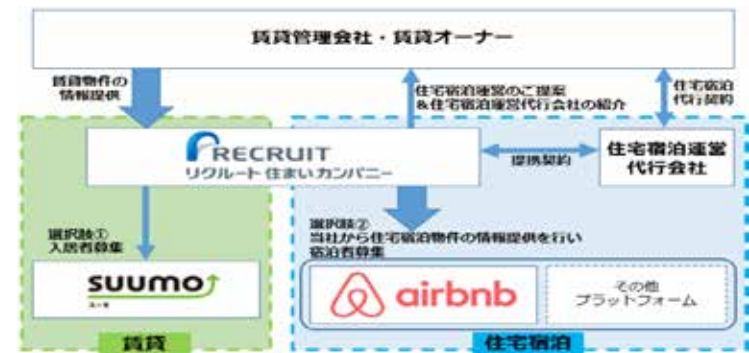 賃貸管理会社・賃貸オーナー
賃貸物件の
情報提供
住宅宿泊運営のご提案
&住宅宿泊運営代行会社の紹介
住宅宿泊
代行契約
RECRUIT
リクルート住まいカンパニー
提携契約
住宅宿泊運営
代行会社
選択肢①
入居者募集
選択肢②
当社から住宅宿泊物件の情報提供を行い
宿泊者募集
suumo
スーモ
airbnb
その他
プラットフォーム
賃貸
住宅宿泊